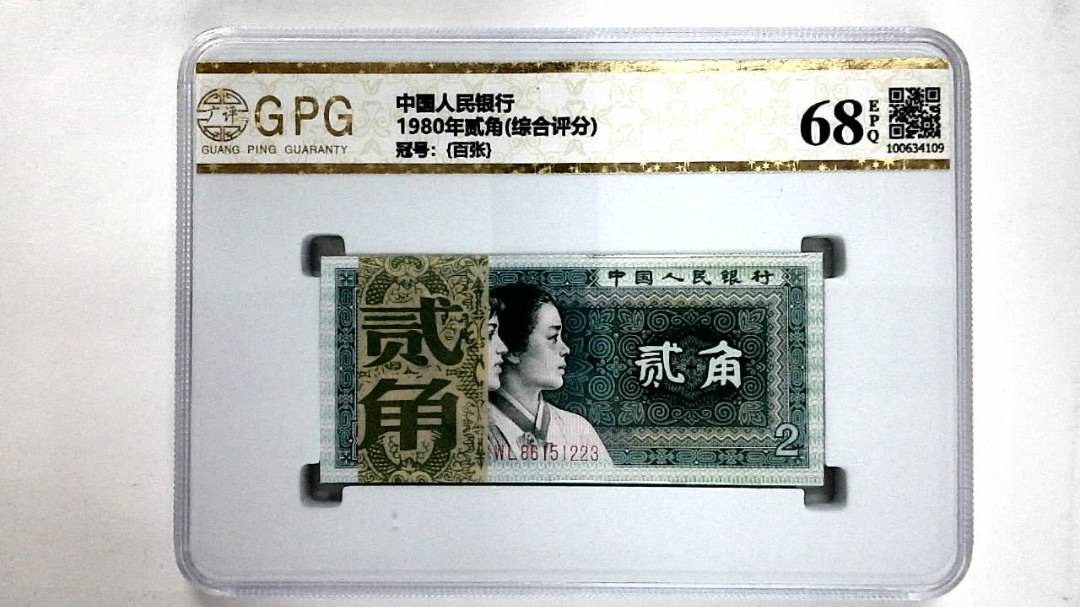 广评
GPG
GUANG PING GUARANTY
中国人民银行
1980年贰角(综合评分)
冠号：{百张}
68
EPQ
100634109
中国人民银行
贰角
贰角
WL86151223
2